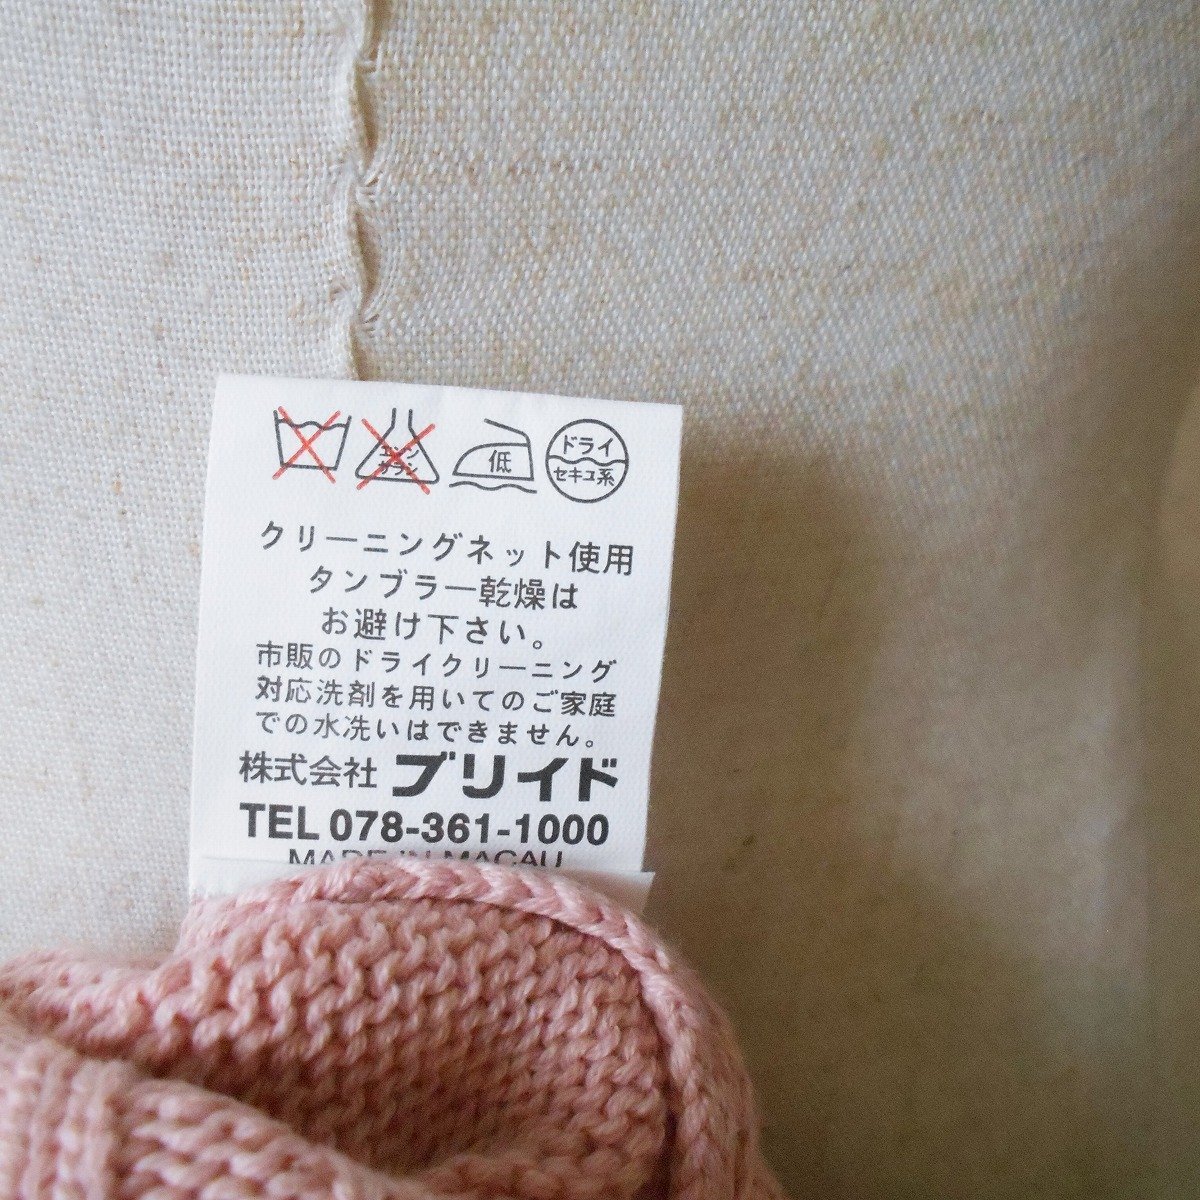 エンソ
サラシ
低
ドライ
セキユ系
クリーニングネット使用
タンブラー乾燥は
お避け下さい。
市販のドライクリーニング
対応洗剤を用いてのご家庭
での水洗いはできません。
株式会社 ブリイド
TEL 078-361-1000
MADE IN MACAU